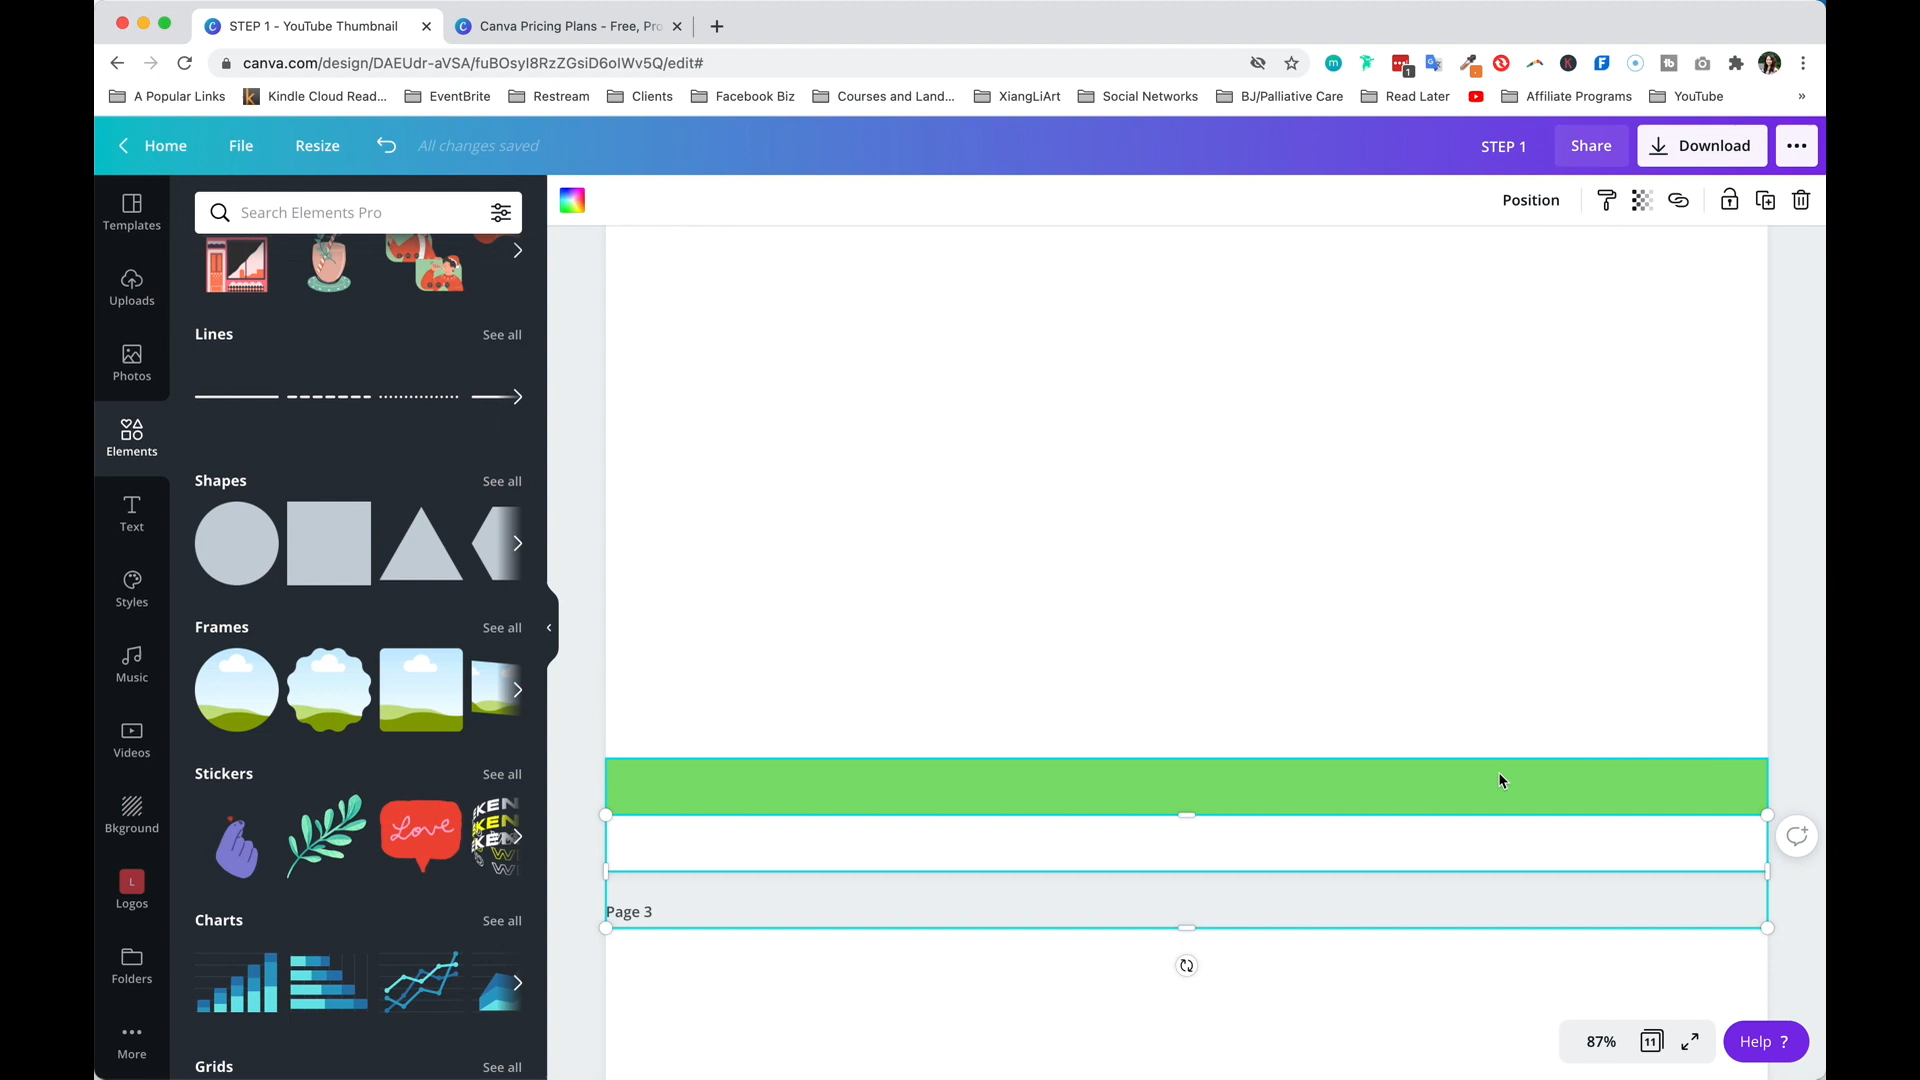 STEP 1 - YouTube Thumbnail
Canva Pricing Plans - Free, Pro
canva.com/design/DAEUdr-aVSA/fuBOsyI8RzZGsiD6oIWv5Q/edit#
1
A Popular Links
Kindle Cloud Read...
EventBrite
Restream
Clients
Facebook Biz
Courses and Land...
XiangLiArt
Social Networks
BJ/Palliative Care
Read Later
Affiliate Programs
YouTube
»
Home
File
Resize
All changes saved
STEP 1
Share
Download
Templates
Uploads
Photos
Elements
Text
Styles
Music
Videos
Bkground
L
Logos
Folders
More
Search Elements Pro
Lines
See all
Shapes
See all
Frames
See all
Stickers
See all
Love
Charts
See all
Grids
See all
Position
Page 3
87%
11
Help ?